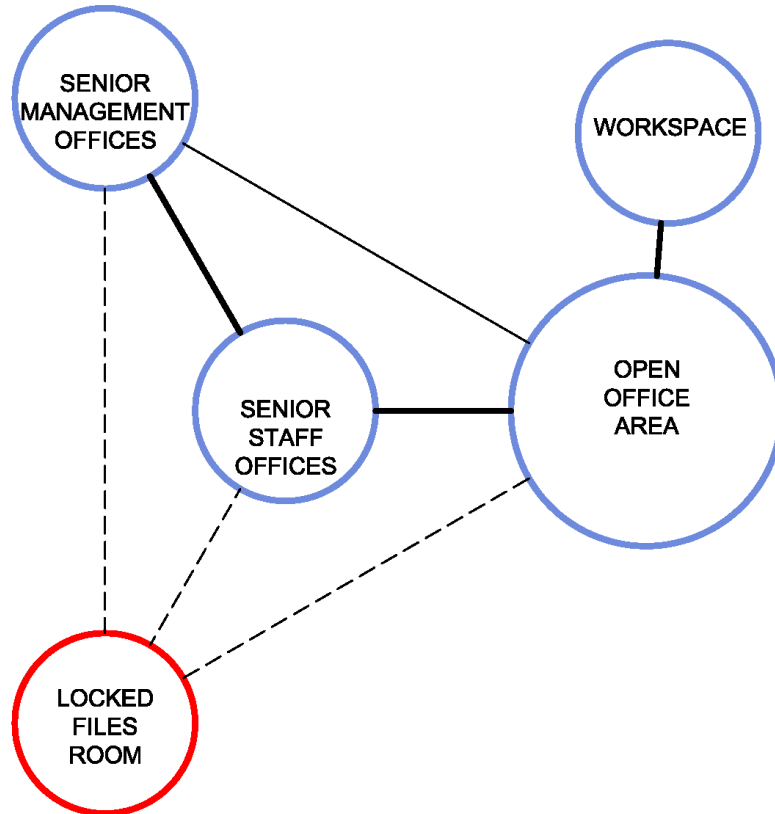 SENIOR
MANAGEMENT
OFFICES
WORKSPACE
OPEN
OFFICE
AREA
SENIOR
STAFF
OFFICES
LOCKED
FILES
ROOM